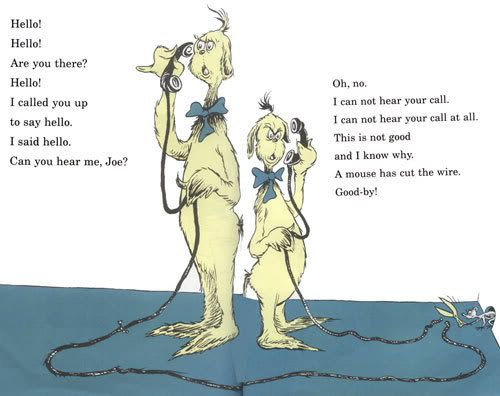 Hello!
Hello!
Are you there?
Hello!
I called you up
to say hello.
I said hello.
Can you hear me, Joe?
Oh, no.
I can not hear your call.
I can not hear your call at all.
This is not good
and I know why.
A mouse has cut the wire.
Good-by!